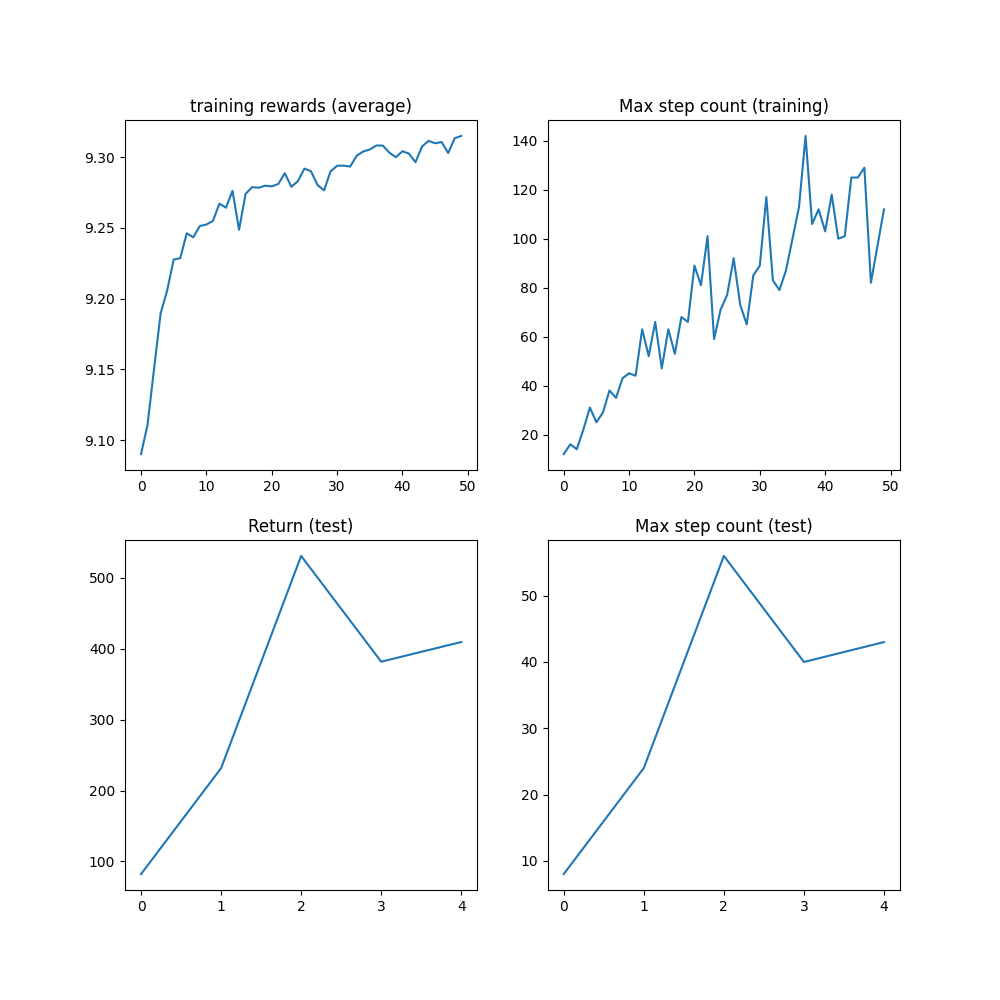 training rewards (average)
9.30
9.25
9.20
9.15
9.10
0 10 20 30 40 50
Max step count (training)
140
120
100
80
60
40
20
0 10 20 30 40 50
Return (test)
500
400
300
200
100
0 1 2 3 4
Max step count (test)
50
40
30
20
10
0 1 2 3 4